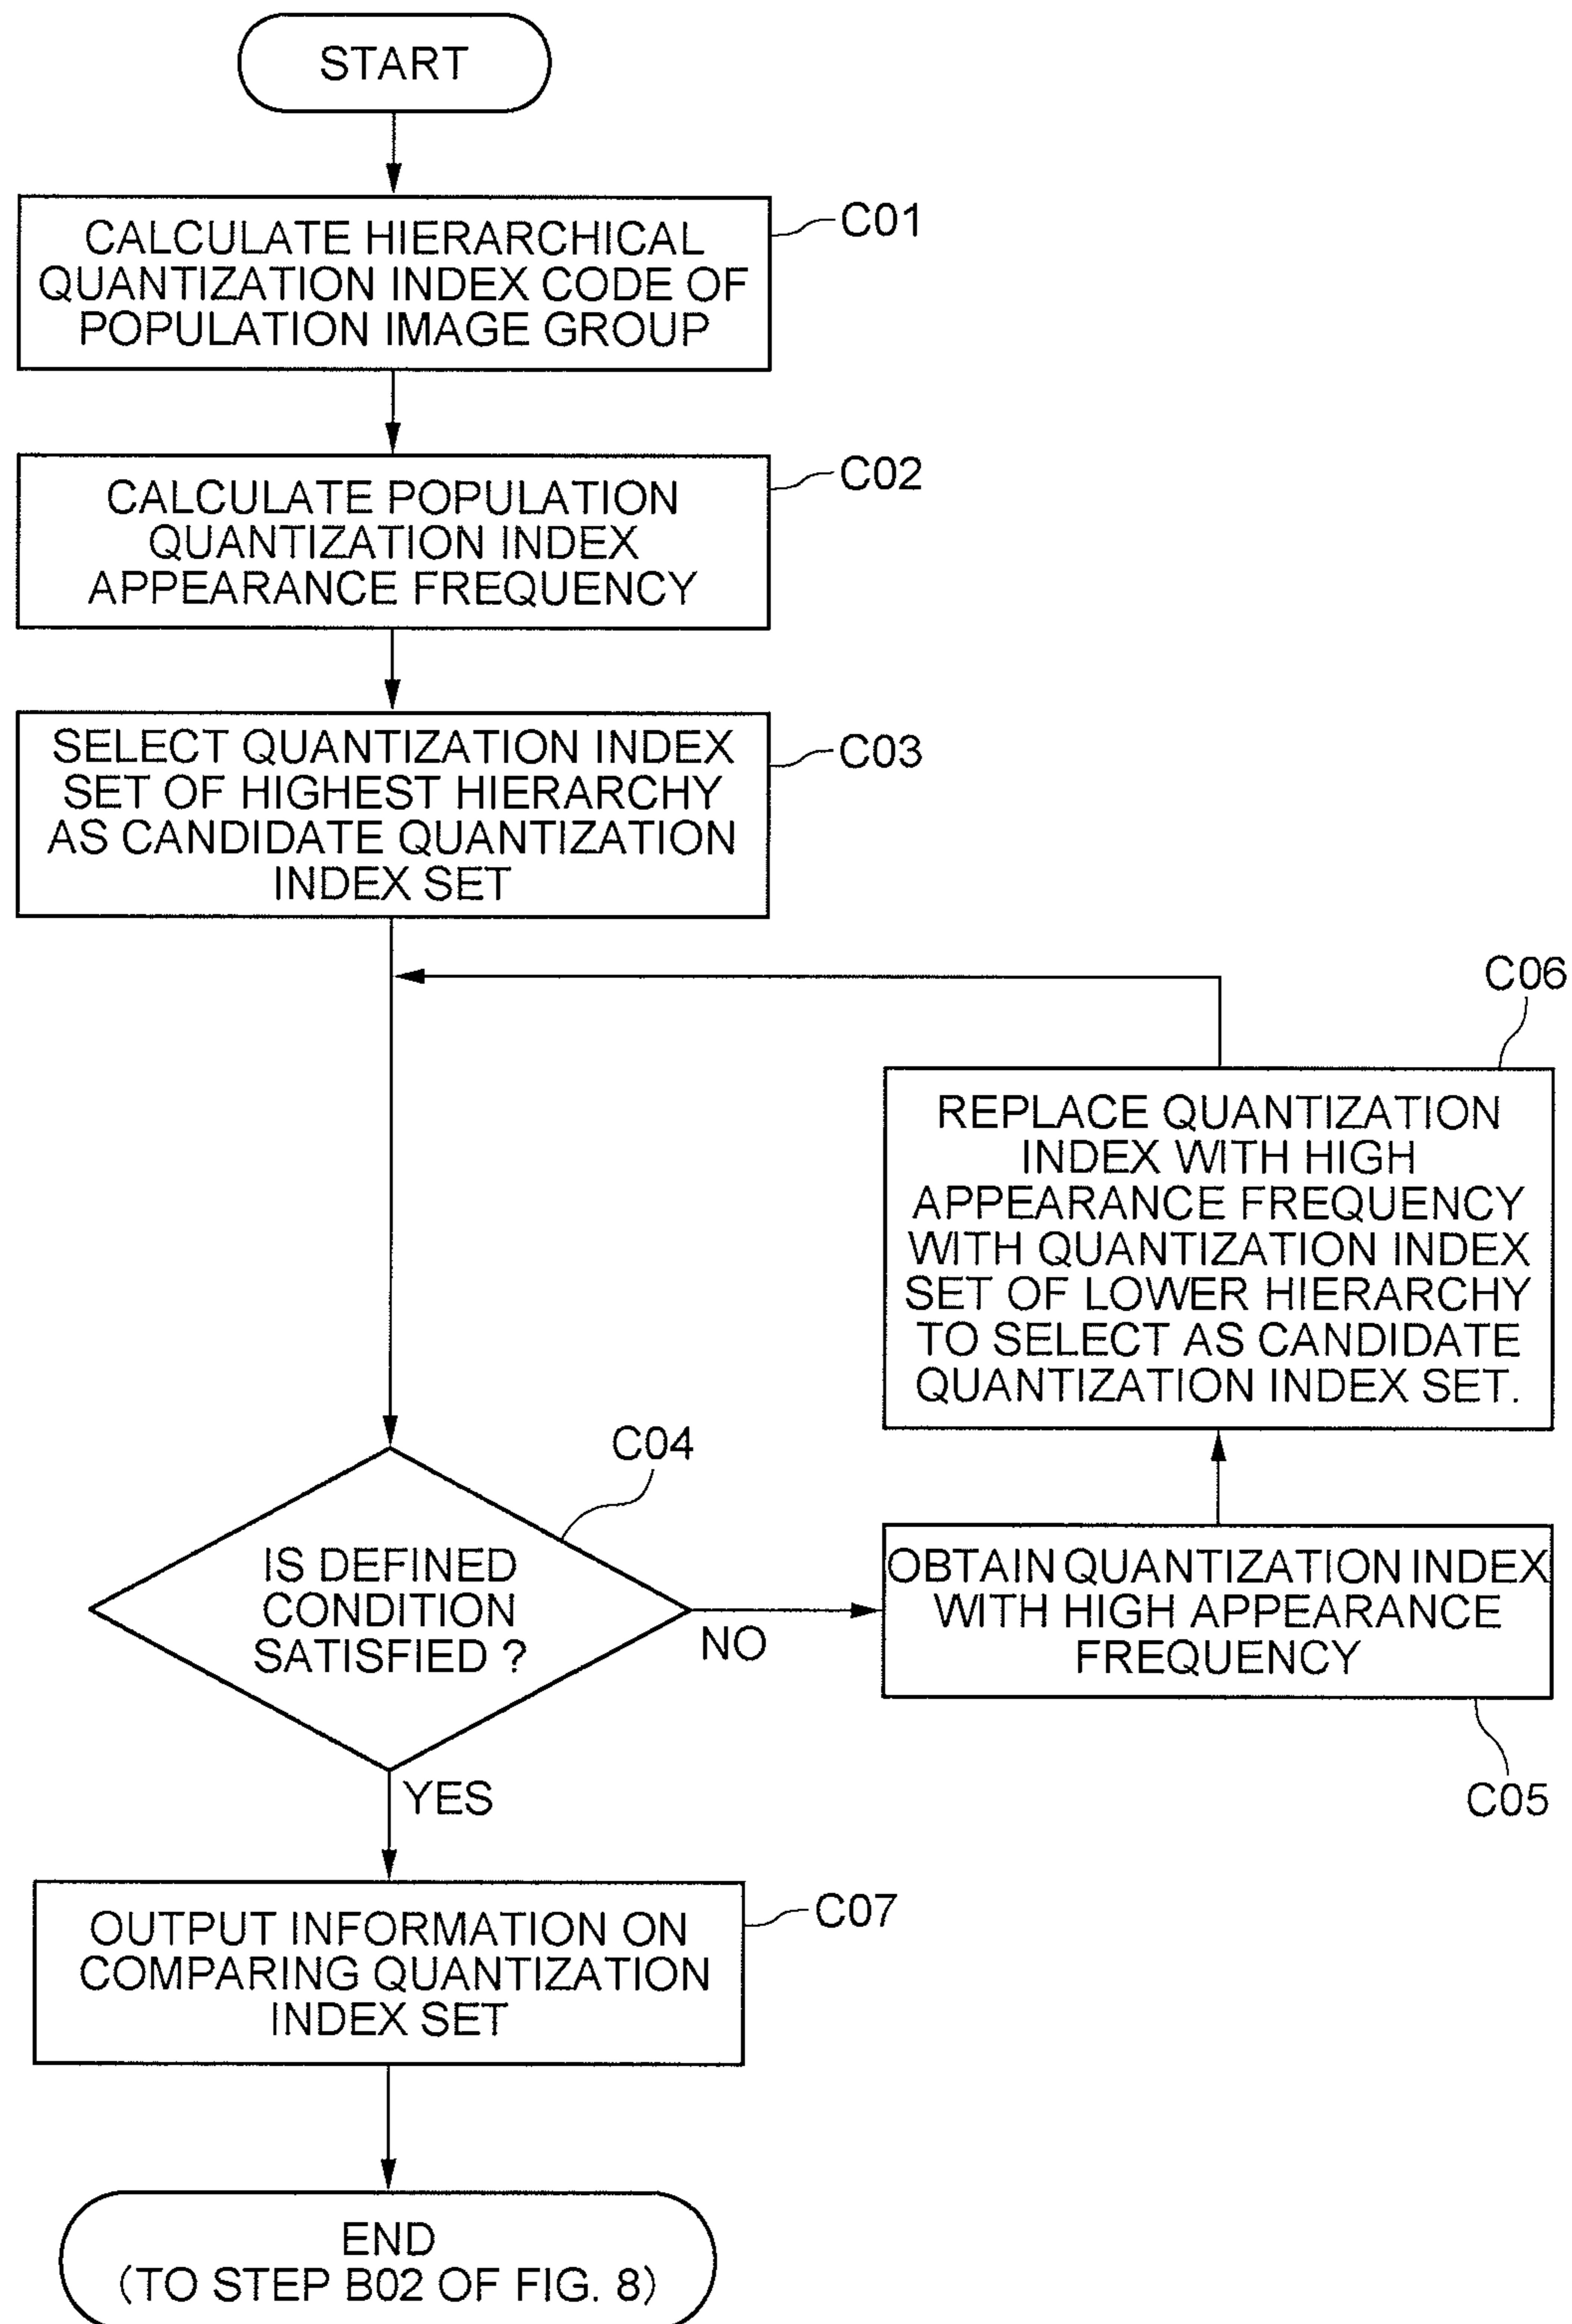 START
C01
CALCULATE HIERARCHICAL
QUANTIZATION INDEX CODE OF
POPULATION IMAGE GROUP
C02
CALCULATE POPULATION
QUANTIZATION INDEX
APPEARANCE FREQUENCY
C03
SELECT QUANTIZATION INDEX
SET OF HIGHEST HIERARCHY
AS CANDIDATE QUANTIZATION
INDEX SET
C04
IS DEFINED
CONDITION
SATISFIED ?
NO
YES
OBTAIN QUANTIZATION INDEX
WITH HIGH APPEARANCE
FREQUENCY
C05
C06
REPLACE QUANTIZATION
INDEX WITH HIGH
APPEARANCE FREQUENCY
WITH QUANTIZATION INDEX
SET OF LOWER HIERARCHY
TO SELECT AS CANDIDATE
QUANTIZATION INDEX SET.
C07
OUTPUT INFORMATION ON
COMPARING QUANTIZATION
INDEX SET
END
(TO STEP B02 OF FIG. 8)